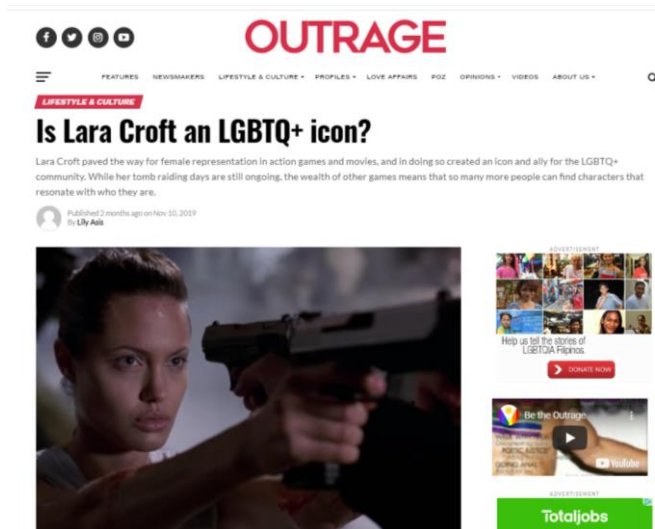 OUTRAGE
FEATURES NEWSMAKERS LIFESTYLE & CULTURE PROFILES LOVE AFFAIRS POZ OPINIONS VIDEOS ABOUT US
LIFESTYLE & CULTURE
Is Lara Croft an LGBTQ+ icon?
Lara Croft paved the way for female representation in action games and movies, and in doing so created an icon and ally for the LGBTQ+
community. While her tomb raiding days are still ongoing, the wealth of other games means that so many more people can find characters that
resonate with who they are.
Published 2 months ago on Nov 10, 2019
By Lily Asis
ADVERTISEMENT
Help us tell the stories of
LGBTQIA Filipinos.
DONATE NOW
Be the Outrage
POETIC JUSTICE
GOING ANAL
YouTube
ADVERTISEMENT
Totaljobs